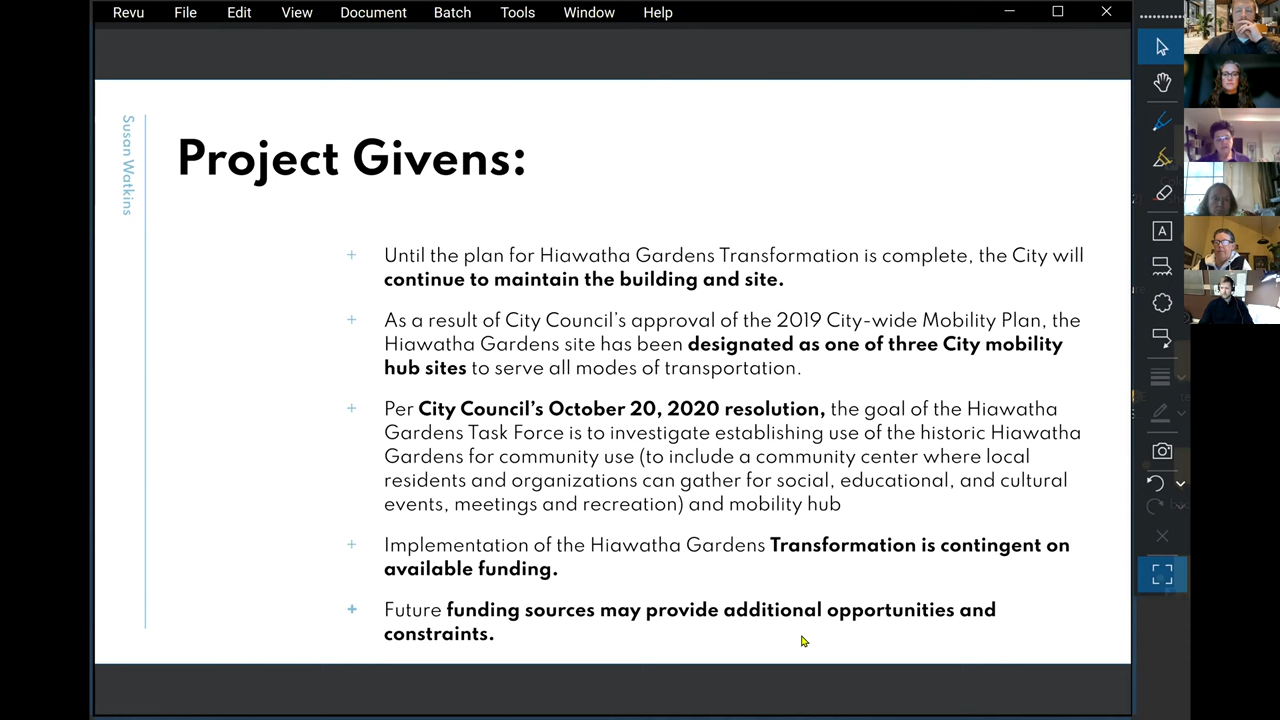 Revu File Edit View Document Batch Tools Window Help
Susan Watkins
Project Givens:
+ Until the plan for Hiawatha Gardens Transformation is complete, the City will
continue to maintain the building and site.
+ As a result of City Council's approval of the 2019 City-wide Mobility Plan, the
Hiawatha Gardens site has been designated as one of three City mobility
hub sites to serve all modes of transportation.
+ Per City Council's October 20, 2020 resolution, the goal of the Hiawatha
Gardens Task Force is to investigate establishing use of the historic Hiawatha
Gardens for community use (to include a community center where local
residents and organizations can gather for social, educational, and cultural
events, meetings and recreation) and mobility hub
+ Implementation of the Hiawatha Gardens Transformation is contingent on
available funding.
+ Future funding sources may provide additional opportunities and
constraints.
A